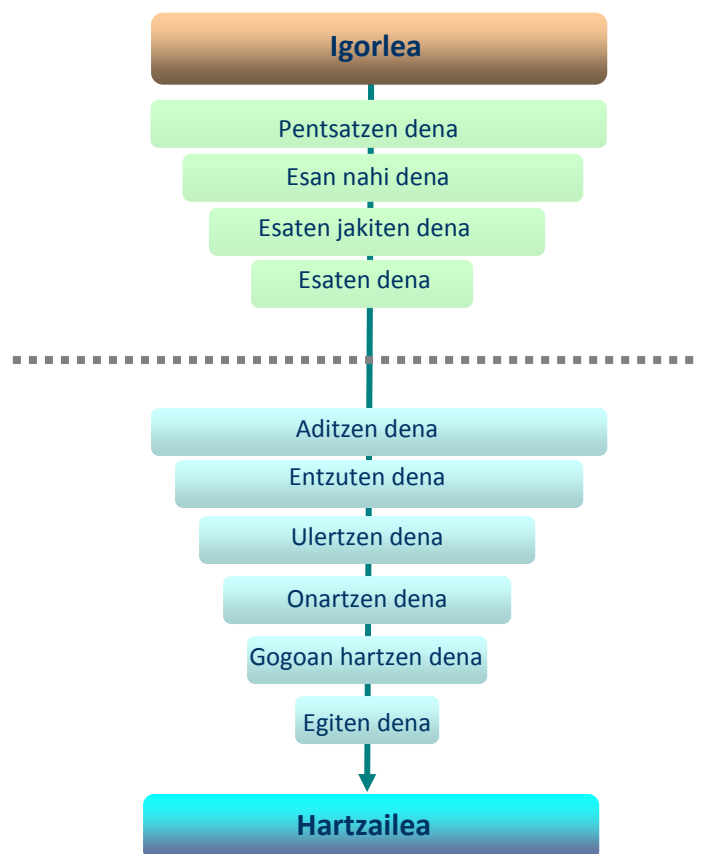 Igorlea
Pentsatzen dena
Esan nahi dena
Esaten jakiten dena
Esaten dena
Aditzen dena
Entzuten dena
Ulertzen dena
Onartzen dena
Gogoan hartzen dena
Egiten dena
Hartzailea